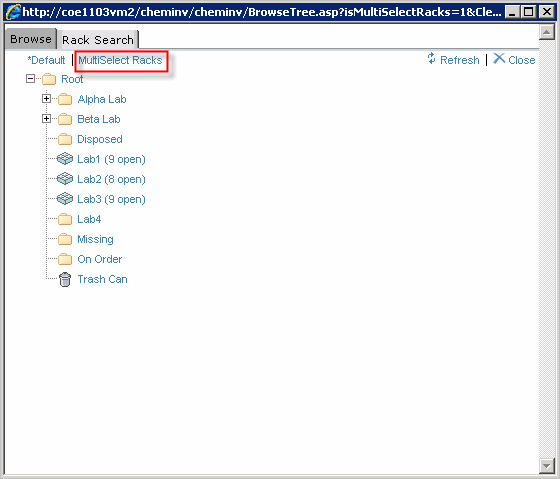 http://coe1103vm2/cheminv/cheminv/BrowseTree.asp?isMultiSelectRacks=1&Cle...
Browse Rack Search
*Default | MultiSelect Racks Refresh | Close
Root
Alpha Lab
Beta Lab
Disposed
Lab1 (9 open)
Lab2 (8 open)
Lab3 (9 open)
Lab4
Missing
On Order
Trash Can